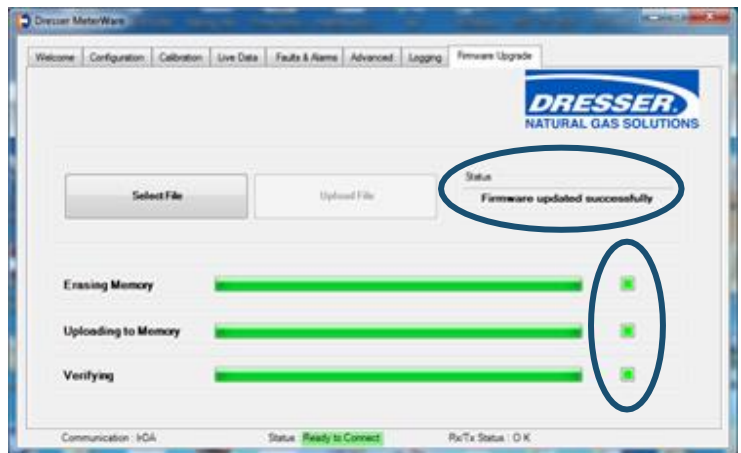 Dresser MeterWare
Welcome Configuration Calibration Live Data Faults & Alarms Advanced Logging Firmware Upgrade
DRESSER.
NATURAL GAS SOLUTIONS
Status
Select File Upload File Firmware updated successfully
Erasing Memory
Uploading to Memory
Verifying
Communication : IrDA Status : Ready to Connect Rx/Tx Status : O K